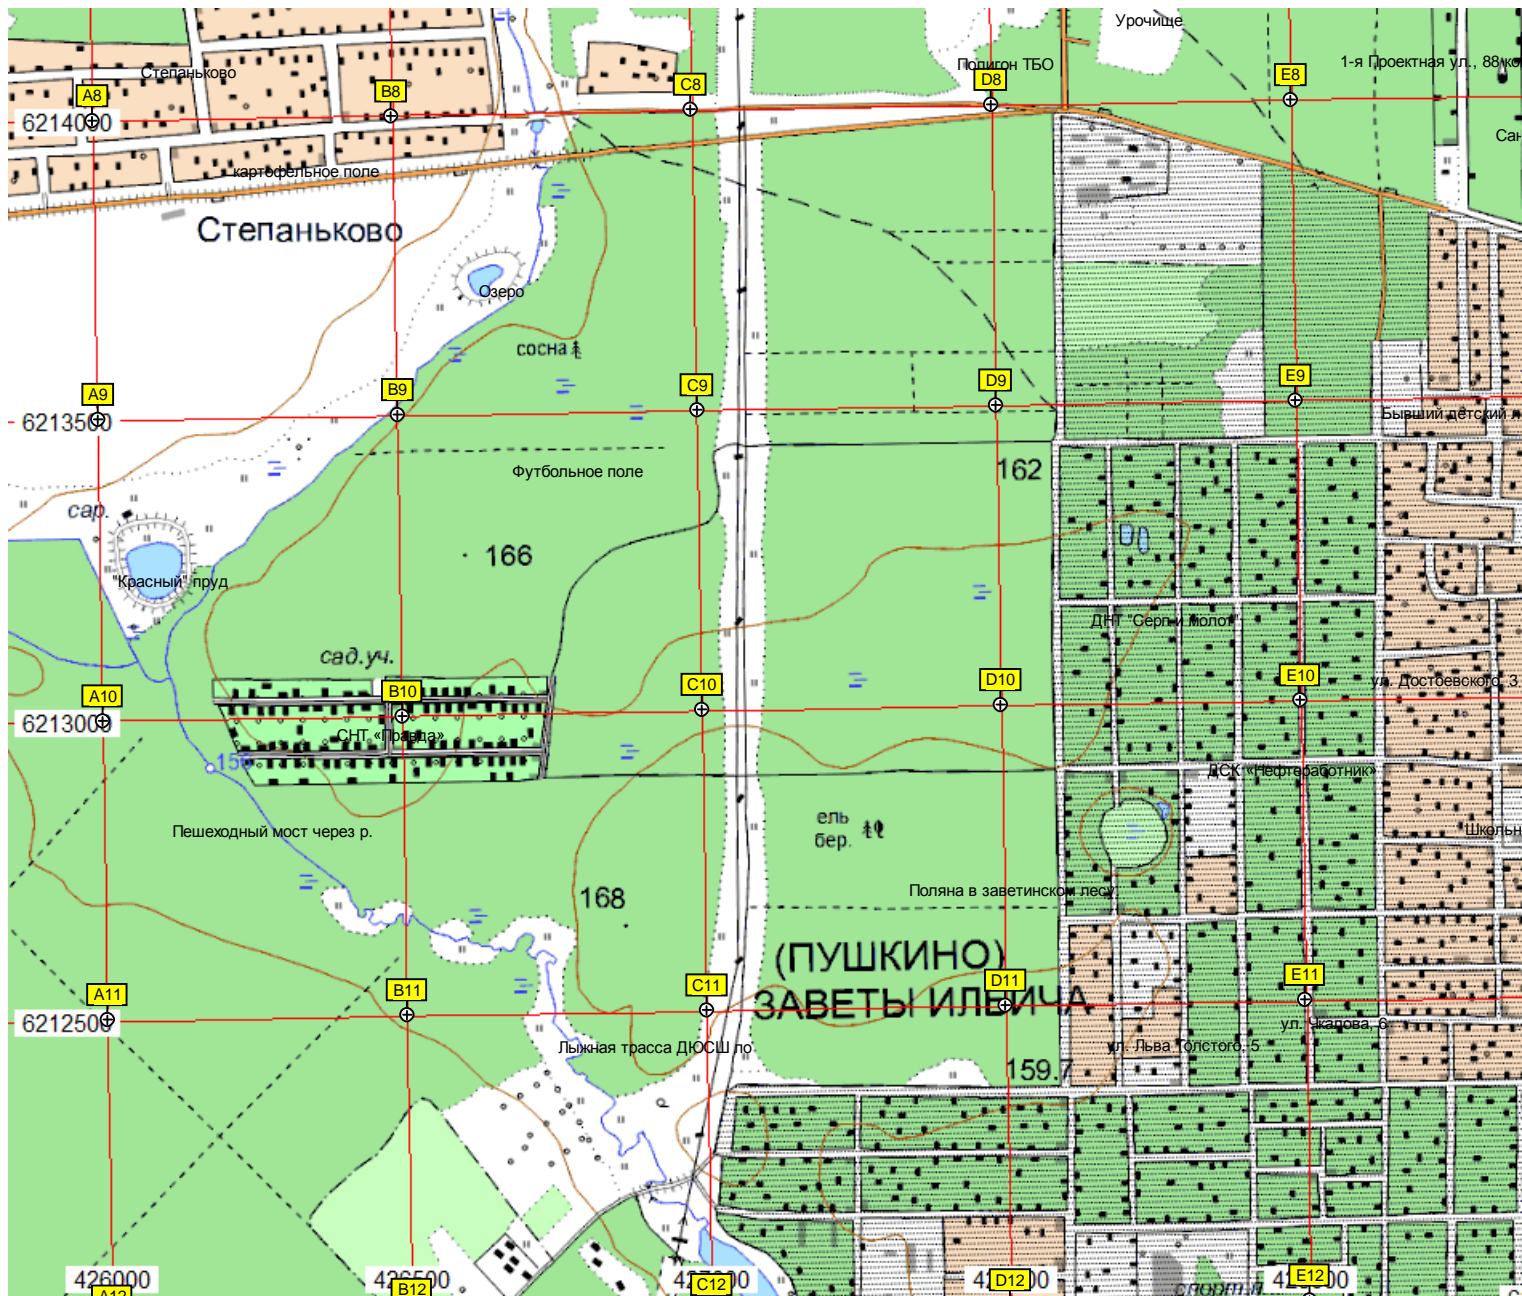 Урочище
Степаньково
Полигон ТБО
1-я Проектная ул., 88 ко
A8
B8
C8
D8
E8
6214000
Сан
картофельное поле
Степаньково
Озеро
сосна
A9
B9
C9
D9
E9
6213500
Бывший детский л
Футбольное поле
162
сар.
166
"Красный" пруд
ДНТ "Серп и молот"
сад.уч.
A10
B10
C10
D10
E10
ул. Достоевского, 3
6213000
СНТ «Правда»
156
ДСК «Нефтеработник»
Пешеходный мост через р.
ель
бер.
Школьн
168
Поляна в заветинском лесу
(ПУШКИНО)
ЗАВЕТЫ ИЛЬИЧА
A11
B11
C11
D11
E11
6212500
ул. Чкалова, 6
Лыжная трасса ДЮСШ по
ул. Льва Толстого, 5
159.7
426000
426500
A12
B12
C12
D12
E12
спорт.п.